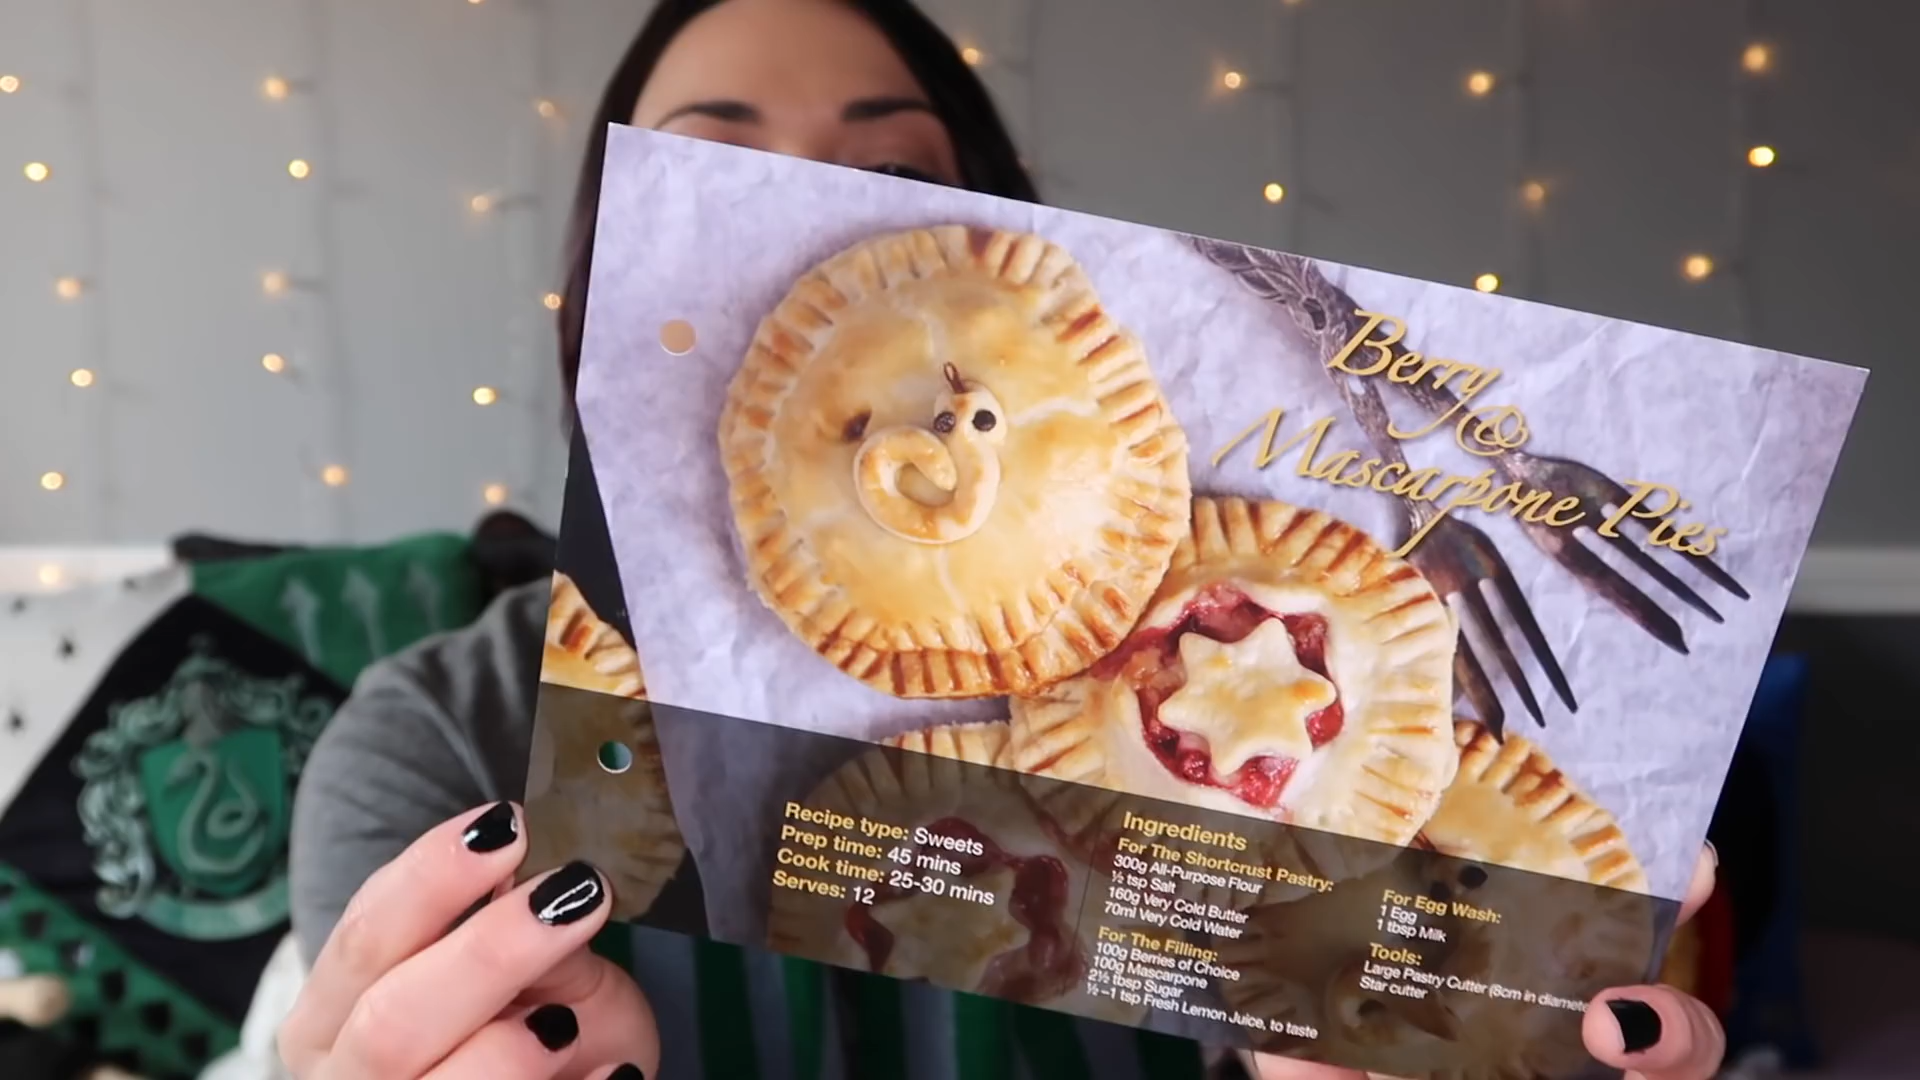 Berry
&
Mascarpone Pies
Recipe type: Sweets
Prep time: 45 mins
Cook time: 25-30 mins
Serves: 12
Ingredients
For The Shortcrust Pastry:
300g All-Purpose Flour
½ tsp Salt
160g Very Cold Butter
70ml Very Cold Water
For The Filling:
100g Berries of Choice
100g Mascarpone
2½ tbsp Sugar
½–1 tsp Fresh Lemon Juice, to taste
For Egg Wash:
1 Egg
1 tbsp Milk
Tools:
Large Pastry Cutter (8cm in diamete
Star cutter